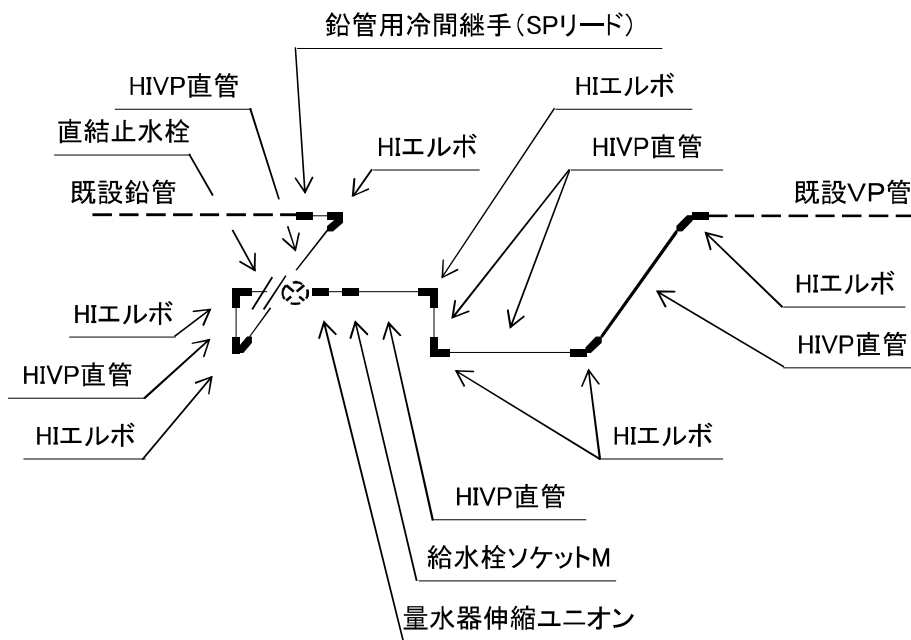 鉛管用冷間継手(SPリード)
HIVP直管
HIエルボ
直結止水栓
HIエルボ
HIVP直管
既設鉛管
既設VP管
HIエルボ
HIエルボ
HIVP直管
HIVP直管
HIエルボ
HIエルボ
HIVP直管
給水栓ソケットM
量水器伸縮ユニオン